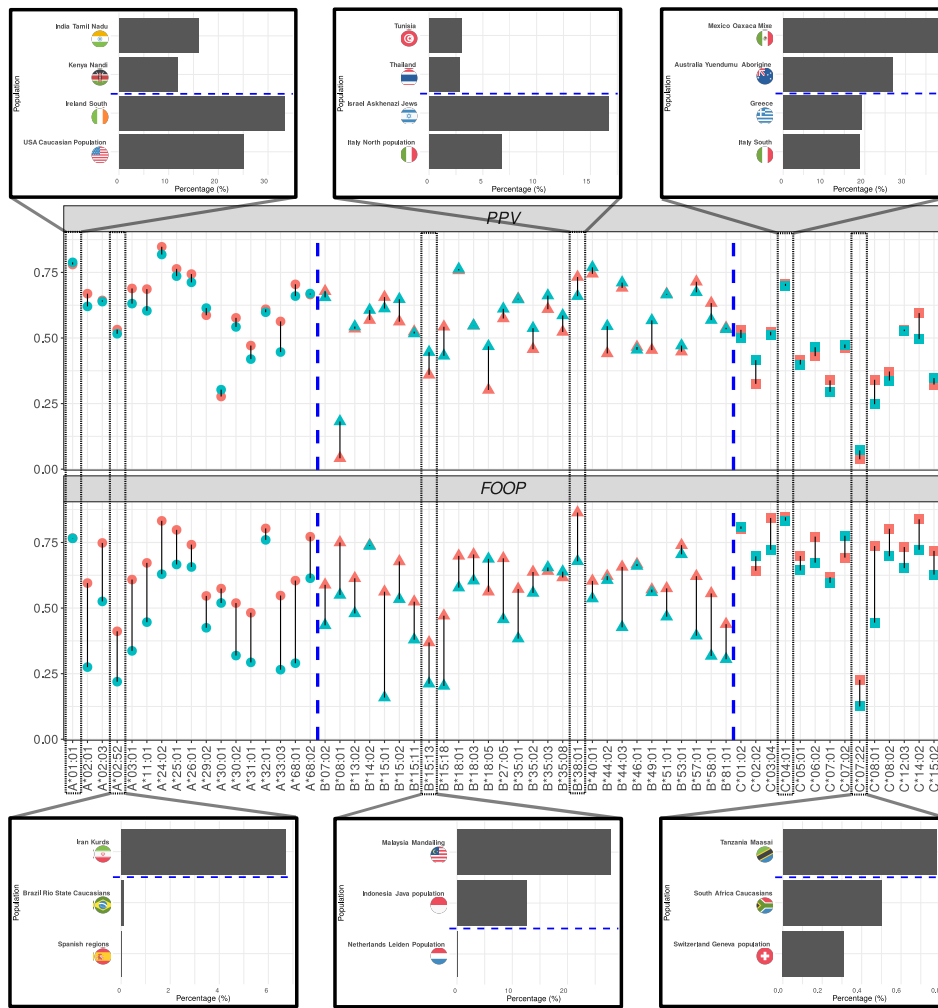 India Tamil Nadu
Kenya Nandi
Ireland South
USA Caucasian Population
Population
0 10 20 30
Percentage (%)
Tunisia
Thailand
Israel Askhenazi Jews
Italy North population
Population
0 5 10 15
Percentage (%)
Mexico Oaxaca Mixe
Australia Yuendumu Aborigine
Greece
Italy South
Population
0 10 20 30
Percentage (%)
PPV
0.75
0.50
0.25
0.00
FOOP
0.75
0.50
0.25
0.00
A*01:01
A*02:01
A*02:03
A*02:52
A*03:01
A*11:01
A*24:02
A*25:01
A*26:01
A*29:02
A*30:01
A*30:02
A*31:01
A*32:01
A*33:03
A*68:01
A*68:02
B*07:02
B*08:01
B*13:02
B*14:02
B*15:01
B*15:02
B*15:11
B*15:13
B*15:18
B*18:01
B*18:03
B*18:05
B*27:05
B*35:01
B*35:02
B*35:03
B*35:08
B*38:01
B*40:01
B*44:02
B*44:03
B*46:01
B*49:01
B*51:01
B*53:01
B*57:01
B*58:01
B*81:01
C*01:02
C*02:02
C*03:04
C*04:01
C*05:01
C*06:02
C*07:01
C*07:02
C*07:22
C*08:01
C*08:02
C*12:03
C*14:02
C*15:02
Iran Kurds
Brazil Rio State Caucasians
Spanish regions
Population
0 2 4 6
Percentage (%)
Malaysia Mandailing
Indonesia Java population
Netherlands Leiden Population
Population
0 10 20
Percentage (%)
Tanzania Maasai
South Africa Caucasians
Switzerland Geneva population
Population
0,0 0,2 0,4 0,6
Percentage (%)